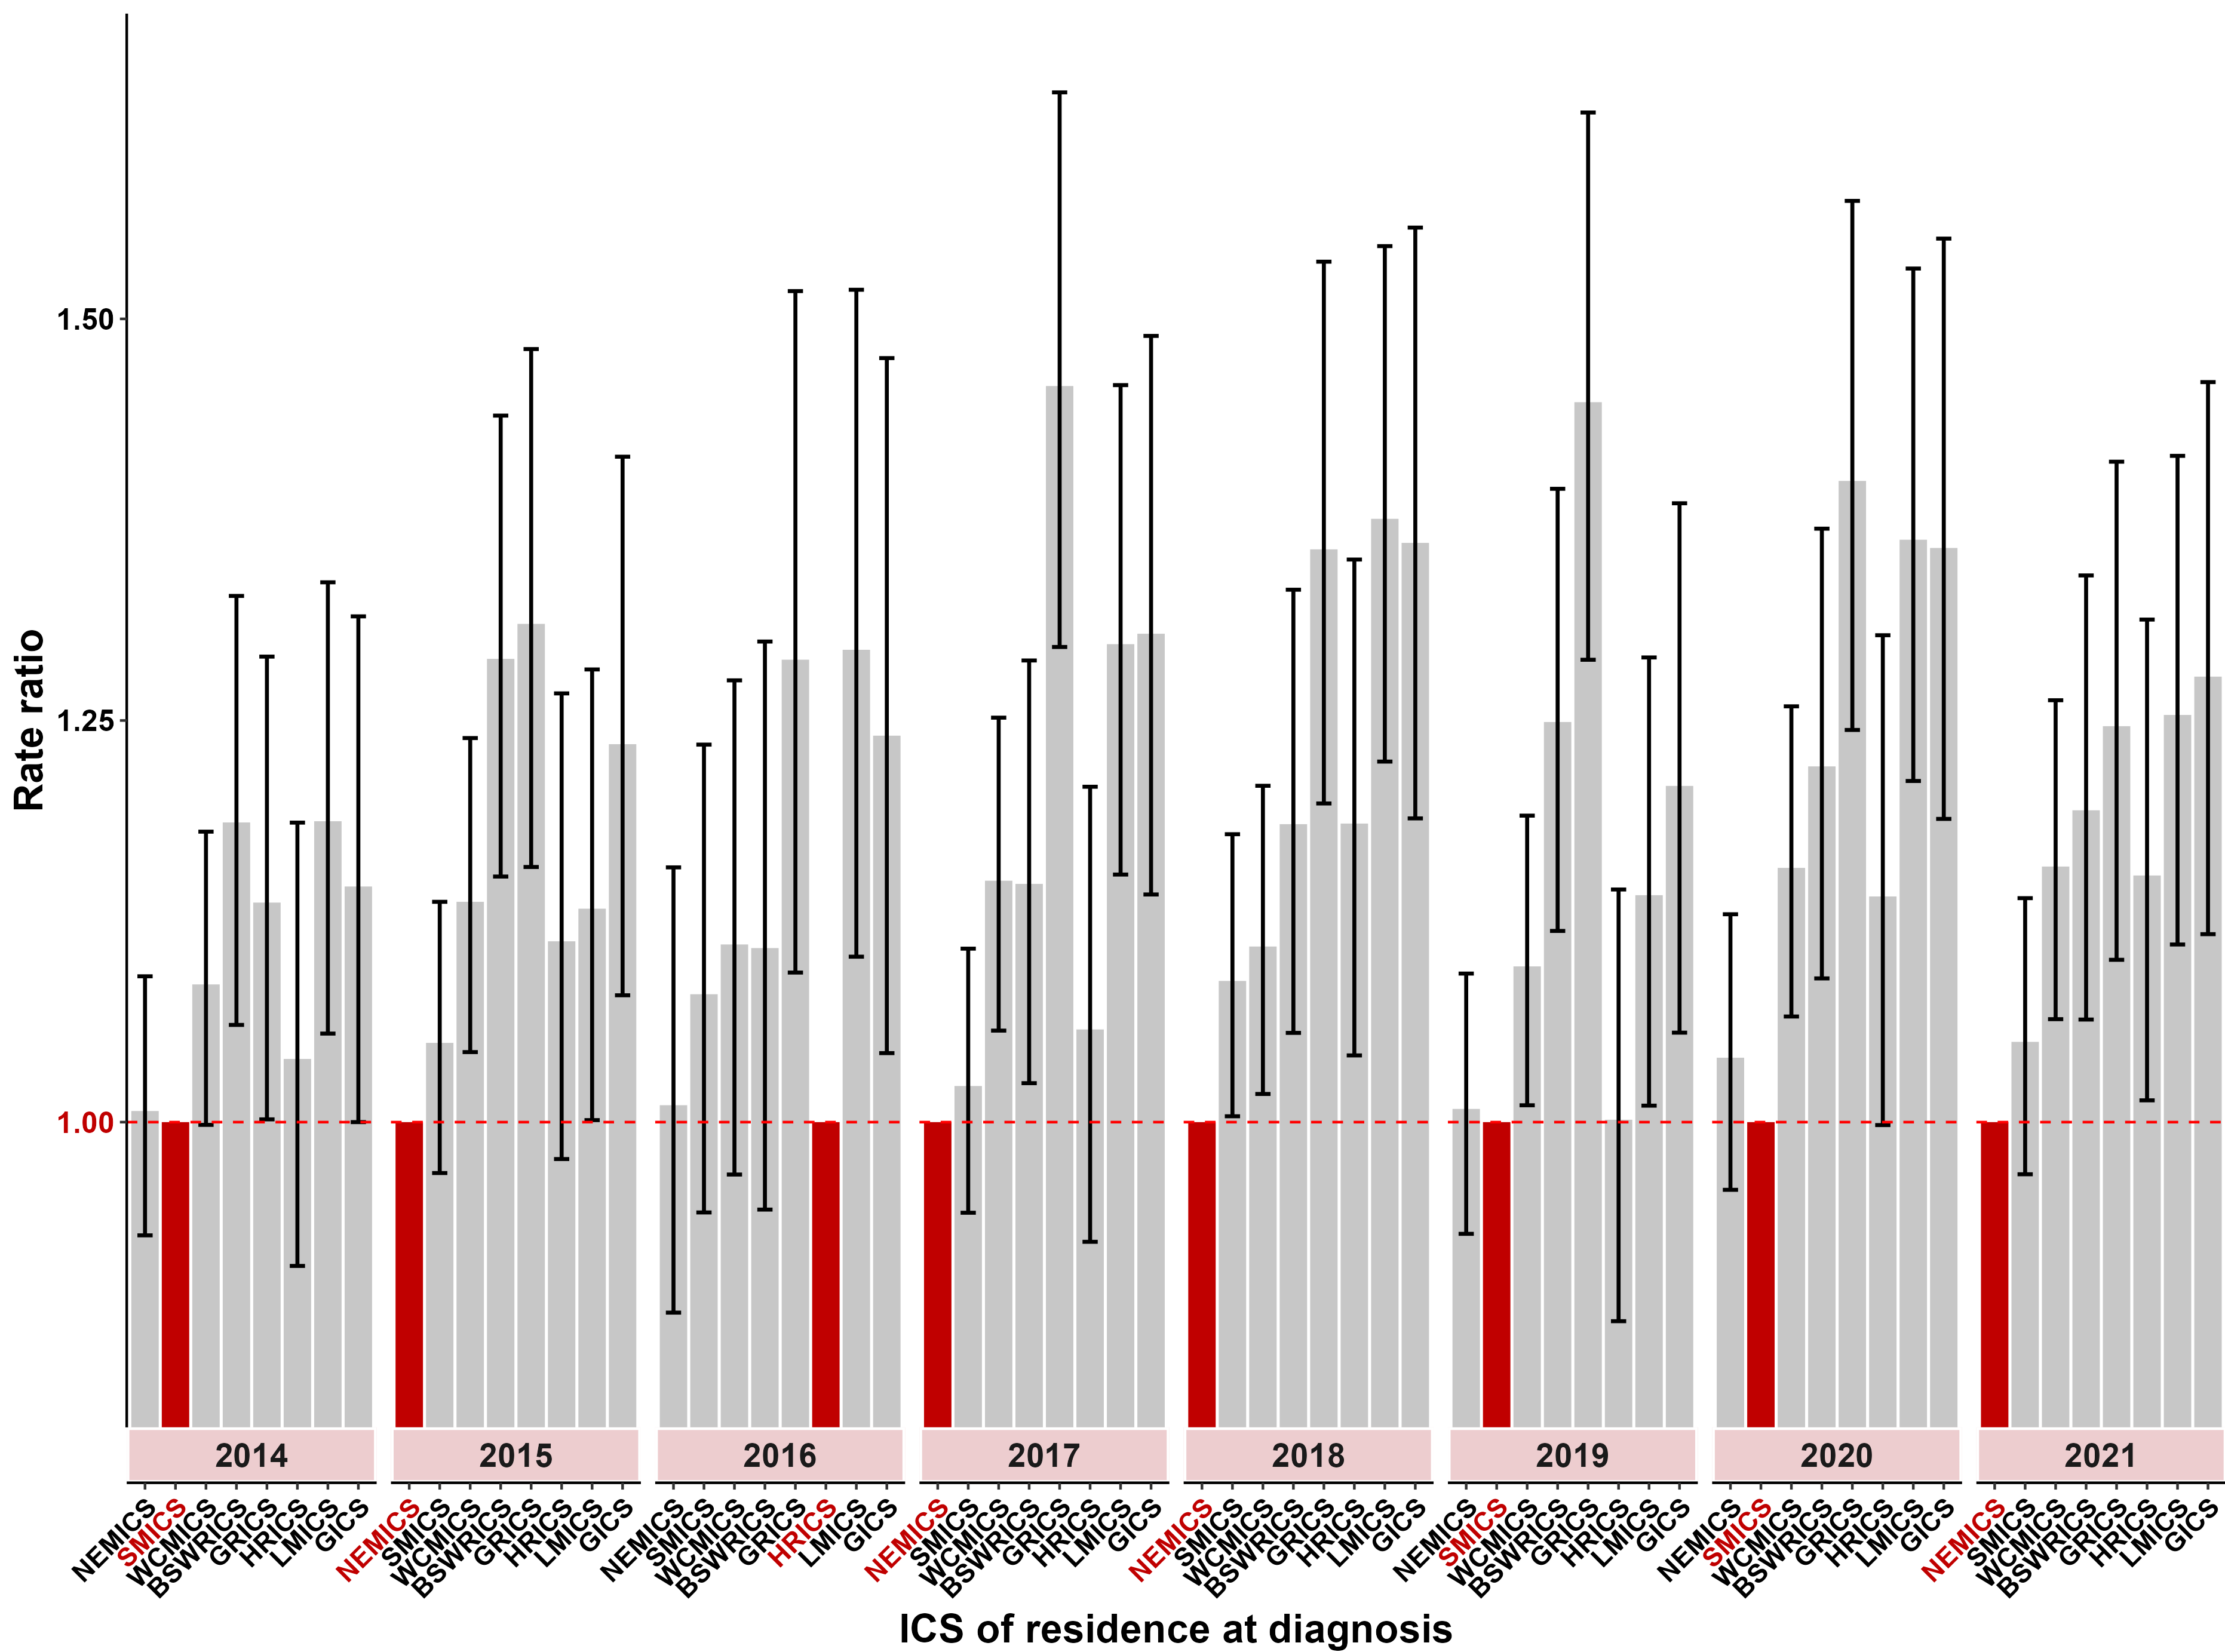 Rate ratio
1.50
1.25
1.00
2014 2015 2016 2017 2018 2019 2020 2021
NEMICS SMICS WCMICS BSWRICS GRICS HRICS LMICS GICS
NEMICS SMICS WCMICS BSWRICS GRICS HRICS LMICS GICS
NEMICS SMICS WCMICS BSWRICS GRICS HRICS LMICS GICS
NEMICS SMICS WCMICS BSWRICS GRICS HRICS LMICS GICS
NEMICS SMICS WCMICS BSWRICS GRICS HRICS LMICS GICS
NEMICS SMICS WCMICS BSWRICS GRICS HRICS LMICS GICS
NEMICS SMICS WCMICS BSWRICS GRICS HRICS LMICS GICS
NEMICS SMICS WCMICS BSWRICS GRICS HRICS LMICS GICS
ICS of residence at diagnosis